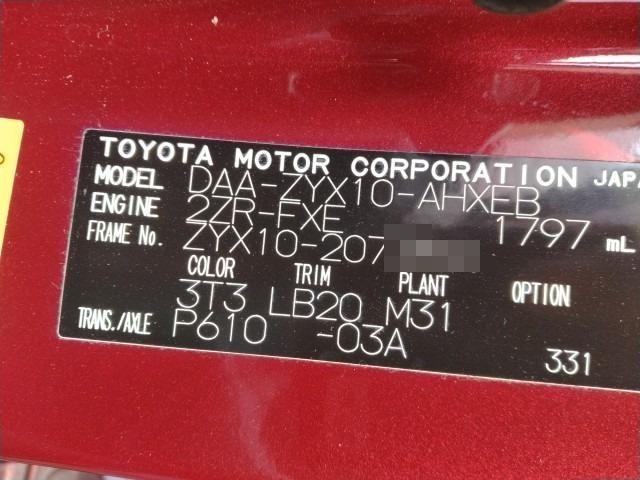 TOYOTA MOTOR CORPORATION JAPA
MODEL DAA-ZYX10-AHXEB
ENGINE 2ZR-FXE 1797 mL
FRAME No. ZYX10-207
COLOR TRIM PLANT OPTION
3T3 LB20 M31
TRANS./AXLE P610 -03A
331